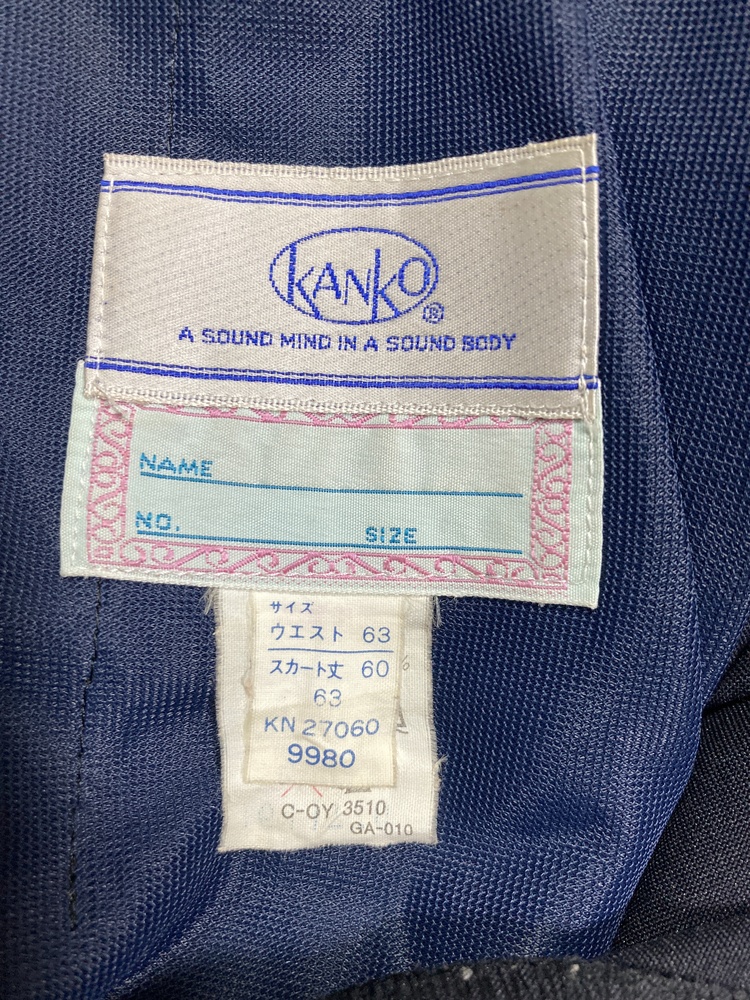 KANKO®
A SOUND MIND IN A SOUND BODY
NAME
NO. SIZE
サイズ
ウエスト 63
スカート丈 60
63
KN 27060
9980
C-OY 3510
GA-010